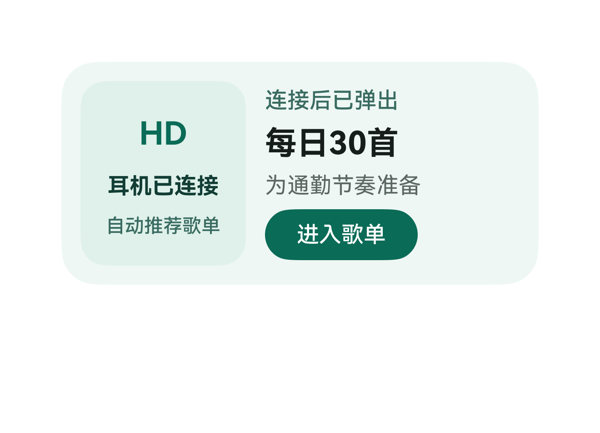 HD
耳机已连接
自动推荐歌单
连接后已弹出
每日30首
为通勤节奏准备
进入歌单